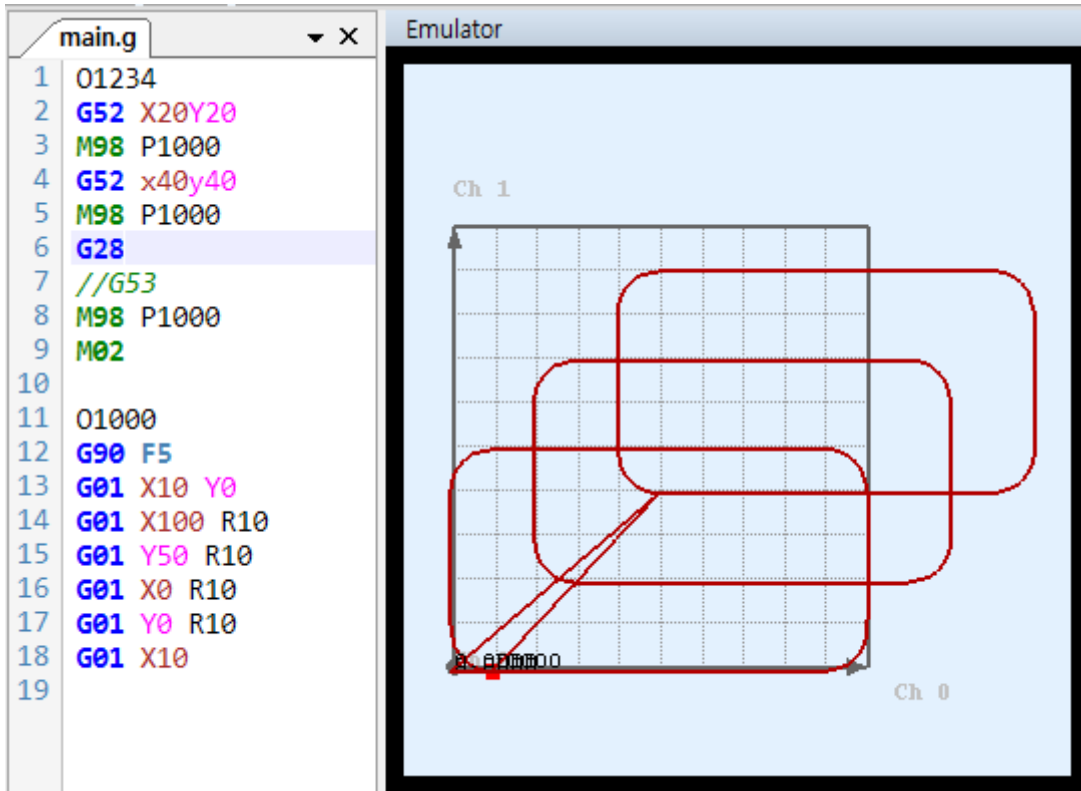 main.g
Emulator
1 O1234
2 G52 X20Y20
3 M98 P1000
4 G52 x40y40
5 M98 P1000
6 G28
7 //G53
8 M98 P1000
9 M02
10
11 O1000
12 G90 F5
13 G01 X10 Y0
14 G01 X100 R10
15 G01 Y50 R10
16 G01 X0 R10
17 G01 Y0 R10
18 G01 X10
19
Ch 1
Ch 0